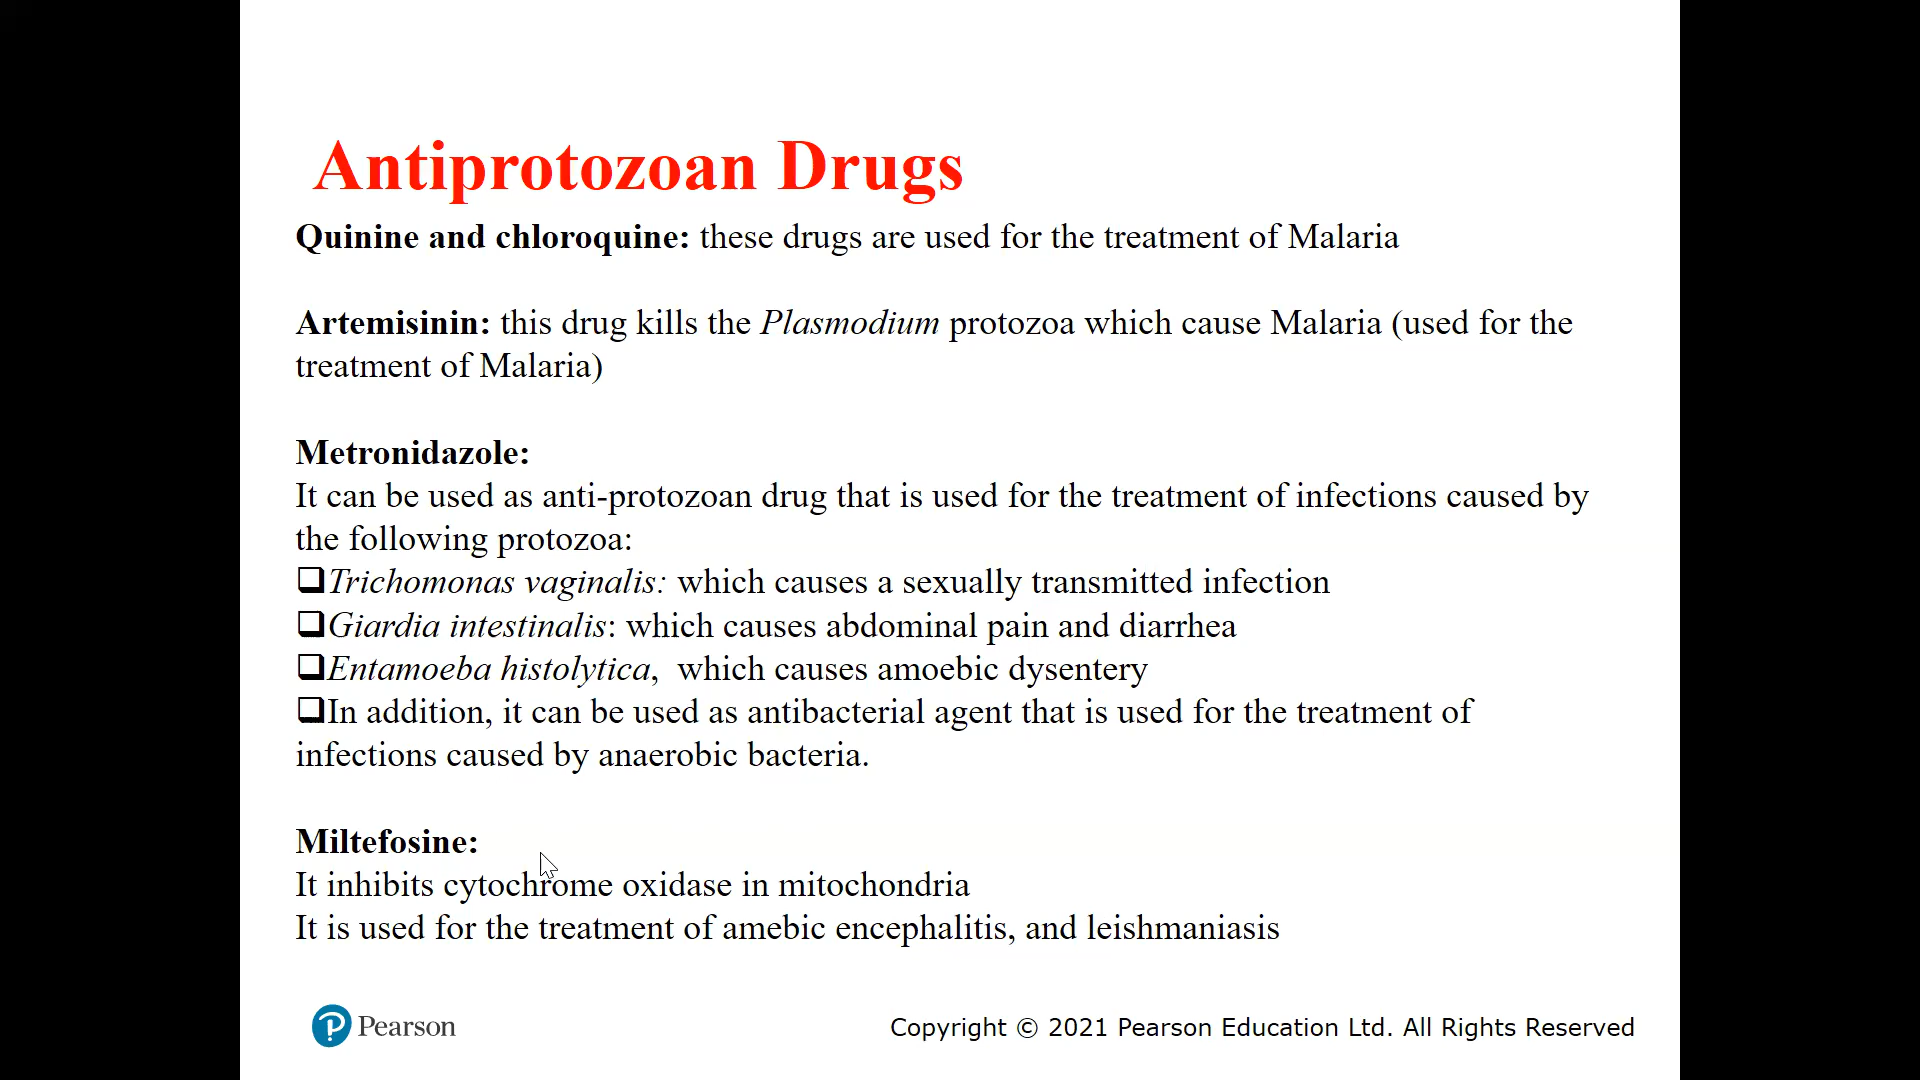 Antiprotozoan Drugs
Quinine and chloroquine: these drugs are used for the treatment of Malaria
Artemisinin: this drug kills the Plasmodium protozoa which cause Malaria (used for the
treatment of Malaria)
Metronidazole:
It can be used as anti-protozoan drug that is used for the treatment of infections caused by
the following protozoa:
❑Trichomonas vaginalis: which causes a sexually transmitted infection
❑Giardia intestinalis: which causes abdominal pain and diarrhea
❑Entamoeba histolytica,  which causes amoebic dysentery
❑In addition, it can be used as antibacterial agent that is used for the treatment of
infections caused by anaerobic bacteria.
Miltefosine:
It inhibits cytochrome oxidase in mitochondria
It is used for the treatment of amebic encephalitis, and leishmaniasis
Pearson
Copyright © 2021 Pearson Education Ltd. All Rights Reserved